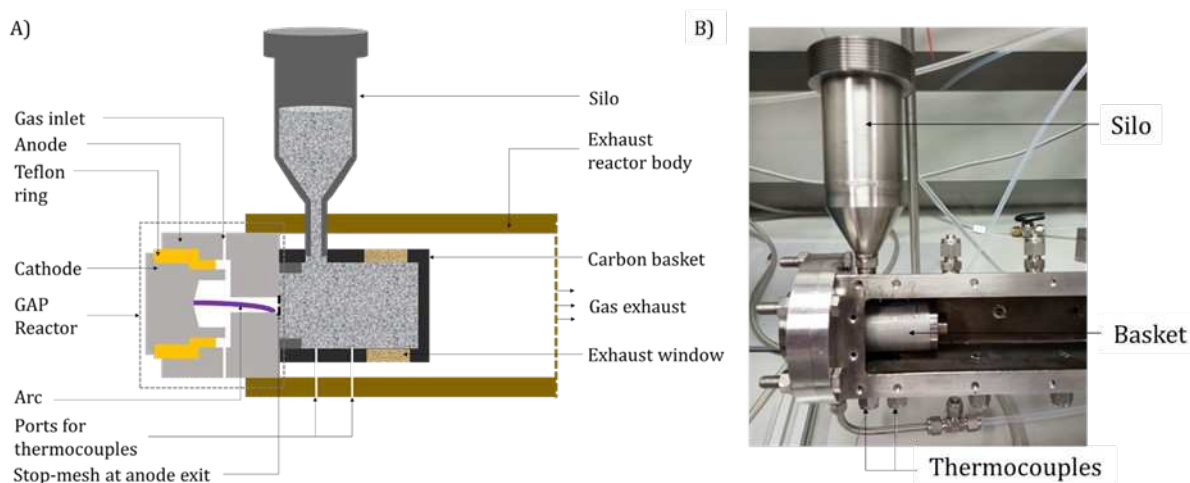 A)
Gas inlet
Anode
Teflon
ring
Cathode
GAP
Reactor
Arc
Ports for
thermocouples
Stop-mesh at anode exit
Silo
Exhaust
reactor body
Carbon basket
Gas exhaust
Exhaust window
B)
Silo
Basket
Thermocouples